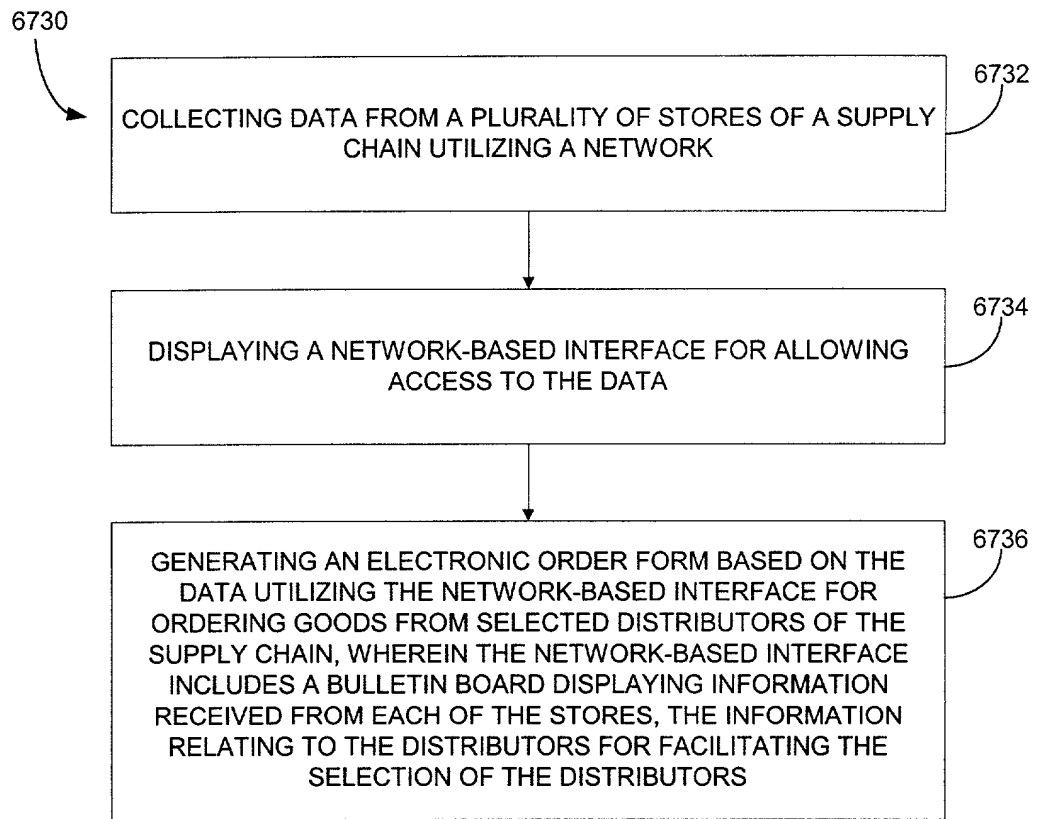 6730
6732
COLLECTING DATA FROM A PLURALITY OF STORES OF A SUPPLY
CHAIN UTILIZING A NETWORK
6734
DISPLAYING A NETWORK-BASED INTERFACE FOR ALLOWING
ACCESS TO THE DATA
6736
GENERATING AN ELECTRONIC ORDER FORM BASED ON THE
DATA UTILIZING THE NETWORK-BASED INTERFACE FOR
ORDERING GOODS FROM SELECTED DISTRIBUTORS OF THE
SUPPLY CHAIN, WHEREIN THE NETWORK-BASED INTERFACE
INCLUDES A BULLETIN BOARD DISPLAYING INFORMATION
RECEIVED FROM EACH OF THE STORES, THE INFORMATION
RELATING TO THE DISTRIBUTORS FOR FACILITATING THE
SELECTION OF THE DISTRIBUTORS